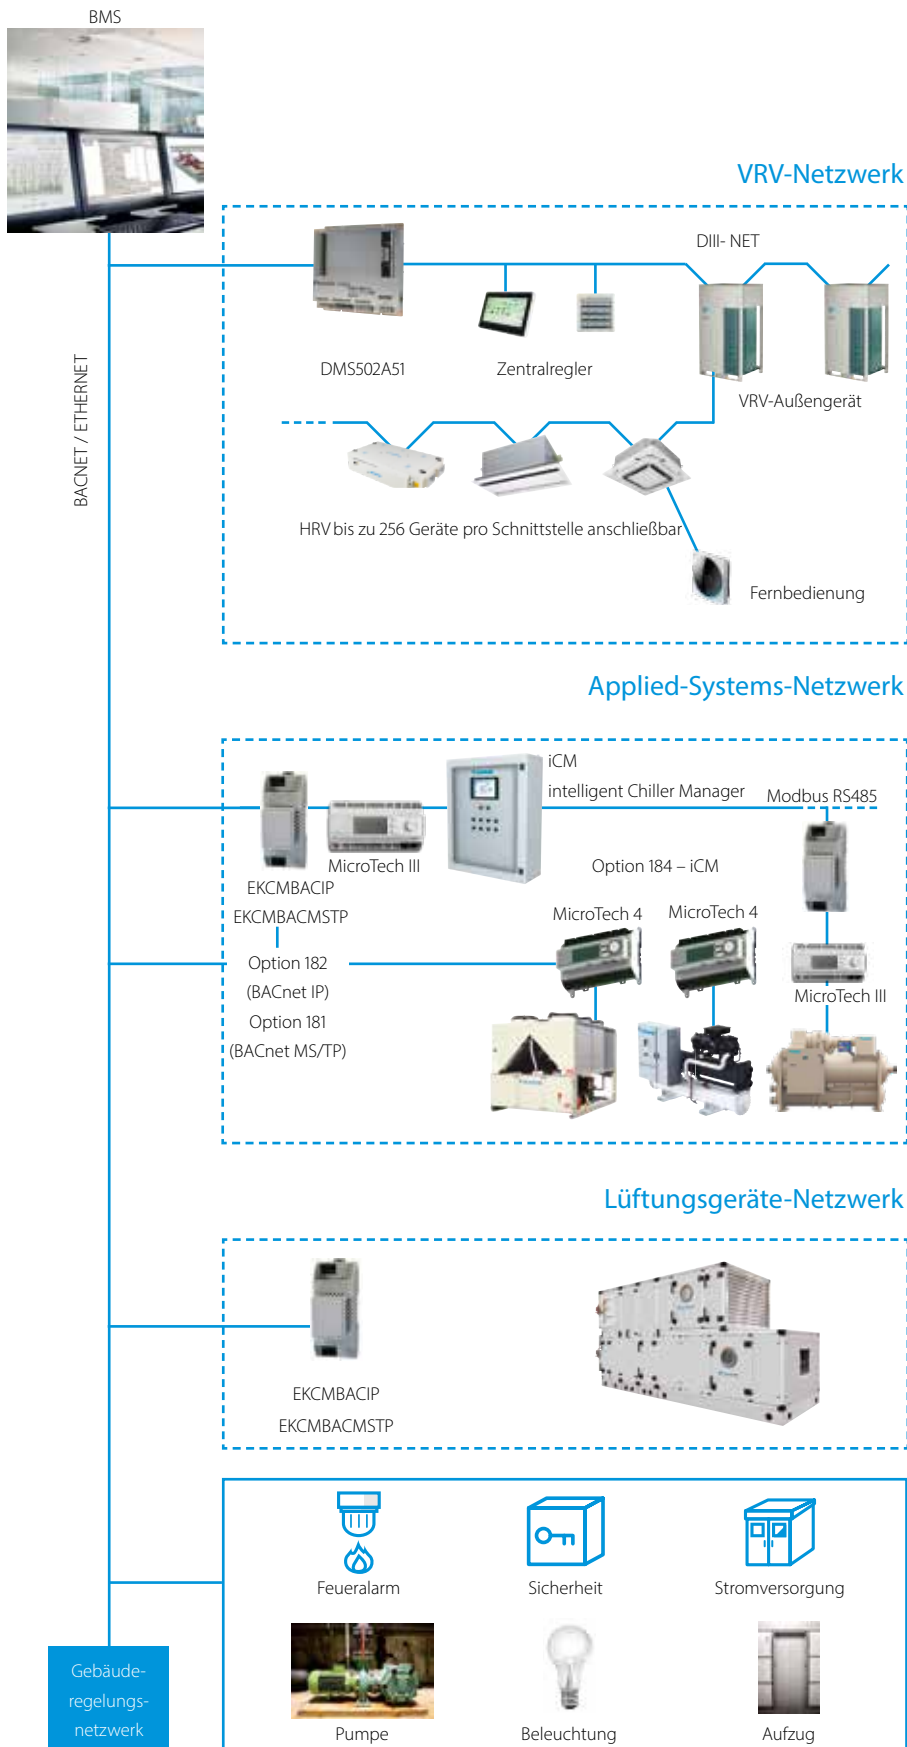 BMS
VRV-Netzwerk
DIII- NET
DMS502A51
Zentralregler
VRV-Außengerät
BACNET / ETHERNET
HRV bis zu 256 Geräte pro Schnittstelle anschließbar
Fernbedienung
Applied-Systems-Netzwerk
iCM
intelligent Chiller Manager
Modbus RS485
MicroTech III
Option 184 – iCM
EKCMBACIP
EKCMBACMSTP
MicroTech 4
MicroTech 4
Option 182
(BACnet IP)
Option 181
(BACnet MS/TP)
MicroTech III
Lüftungsgeräte-Netzwerk
EKCMBACIP
EKCMBACMSTP
Feueralarm
Sicherheit
Stromversorgung
Gebäude-
regelungs-
netzwerk
Pumpe
Beleuchtung
Aufzug